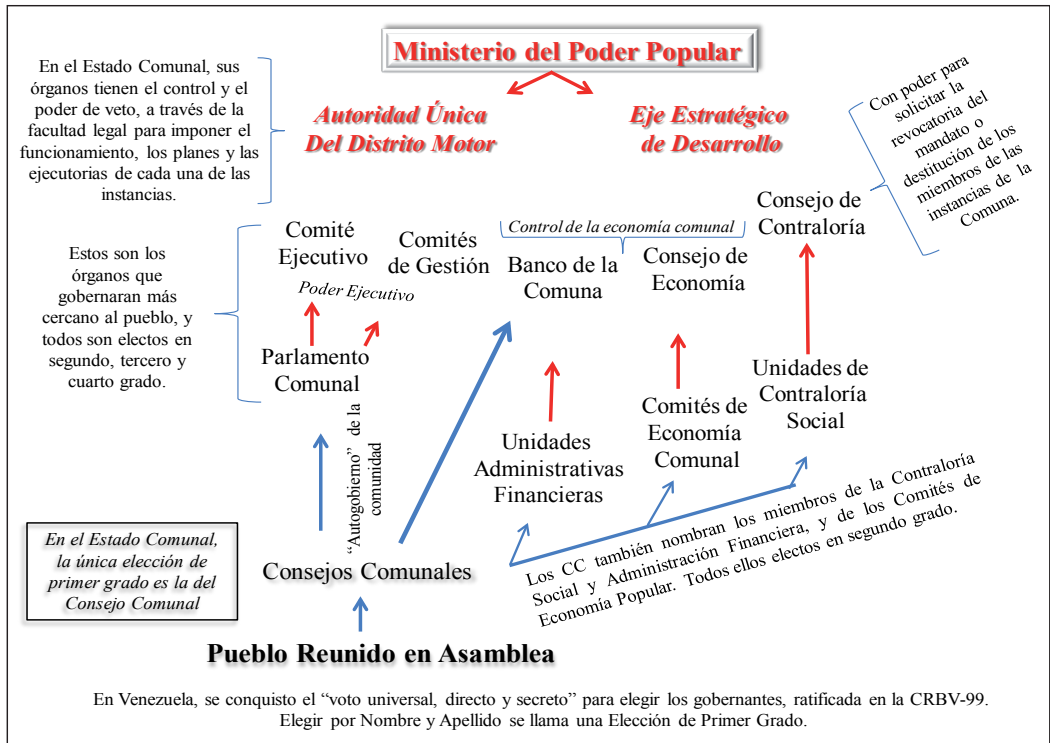 Ministerio del Poder Popular
En el Estado Comunal, sus
órganos tienen el control y el
poder de veto, a través de la
facultad legal para imponer el
funcionamiento, los planes y las
ejecutorias de cada una de las
instancias.
Autoridad Única
Del Distrito Motor
Eje Estratégico
de Desarrollo
Con poder para
solicitar la
revocatoria del
mandato o
destitución de los
miembros de las
instancias de la
Comuna.
Estos son los
órganos que
gobernaran más
cercano al pueblo, y
todos son electos en
segundo, tercero y
cuarto grado.
Comité
Ejecutivo
Comités
de Gestión
Poder Ejecutivo
Control de la economía comunal
Banco de la
Comuna
Consejo de
Economía
Consejo de
Contraloría
Parlamento
Comunal
“Autogobierno” de la
comunidad
Unidades
Administrativas
Financieras
Comités de
Economía
Comunal
Unidades de
Contraloría
Social
En el Estado Comunal,
la única elección de
primer grado es la del
Consejo Comunal
Consejos Comunales
Los CC también nombran los miembros de la Contraloría
Social y Administración Financiera, y de los Comités de
Economía Popular. Todos ellos electos en segundo grado.
Pueblo Reunido en Asamblea
En Venezuela, se conquisto el “voto universal, directo y secreto” para elegir los gobernantes, ratificada en la CRBV-99.
Elegir por Nombre y Apellido se llama una Elección de Primer Grado.